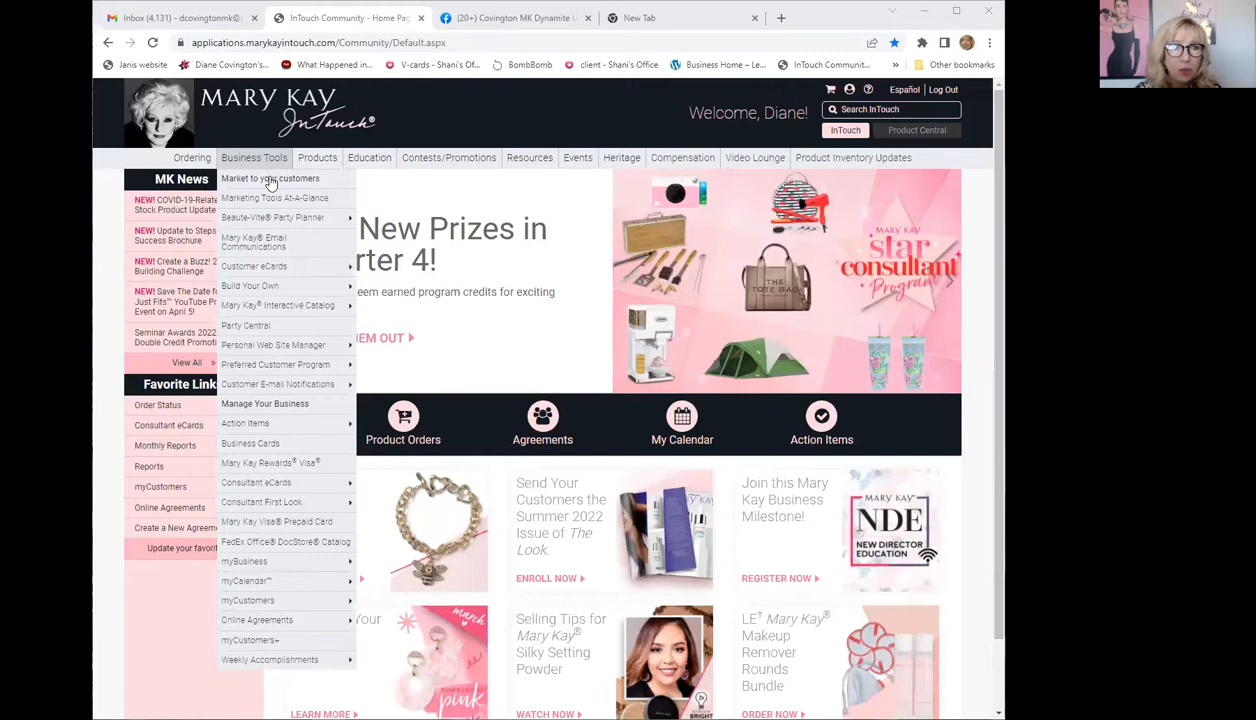 Inbox (4,131) - dcovingtonmk@g
InTouch Community - Home Pag
(20+) Covington MK Dynamite L
New Tab
applications.marykayintouch.com/Community/Default.aspx
Janis website
Diane Covington's...
What Happened in...
V-cards - Shani's Of...
BombBomb
client - Shani's Office
Business Home – Le...
InTouch Communit...
»
Other bookmarks
MARY KAY
InTouch®
Español
Log Out
Welcome, Diane!
Search InTouch
InTouch
Product Central
Ordering
Business Tools
Products
Education
Contests/Promotions
Resources
Events
Heritage
Compensation
Video Lounge
Product Inventory Updates
MK News
NEW! COVID-19-Relate
Stock Product Update
NEW! Update to Steps
Success Brochure
NEW! Create a Buzz! 2
Building Challenge
NEW! Save The Date fo
Just Fits™ YouTube P
Event on April 5!
Seminar Awards 2022
Double Credit Promoti
View All »
Favorite Link
Order Status
Consultant eCards
Monthly Reports
Reports
myCustomers
Online Agreements
Create a New Agreem
Update your favorit
Market to your customers
Marketing Tools At-A-Glance
Beaute-Vite® Party Planner
Mary Kay® Email
Communications
Customer eCards
Build Your Own
Mary Kay® Interactive Catalog
Party Central
Personal Web Site Manager
Preferred Customer Program
Customer E-mail Notifications
Manage Your Business
Action Items
Business Cards
Mary Kay Rewards® Visa®
Consultant eCards
Consultant First Look
Mary Kay Visa® Prepaid Card
FedEx Office® DocStore® Catalog
myBusiness
myCalendar™
myCustomers
Online Agreements
myCustomers+
Weekly Accomplishments
New Prizes in
rter 4!
eem earned program credits for exciting
EM OUT
THE TOTE BAG
MARY KAY
star
consultant
PROGRAM
Product Orders
Agreements
My Calendar
Action Items
Send Your
Customers the
Summer 2022
Issue of The
Look.
ENROLL NOW
Join this Mary
Kay Business
Milestone!
REGISTER NOW
MARY KAY
NDE
NEW DIRECTOR
EDUCATION
Your
LEARN MORE
march
pink
Selling Tips for
Mary Kay®
Silky Setting
Powder
WATCH NOW
LE† Mary Kay®
Makeup
Remover
Rounds
Bundle
ORDER NOW